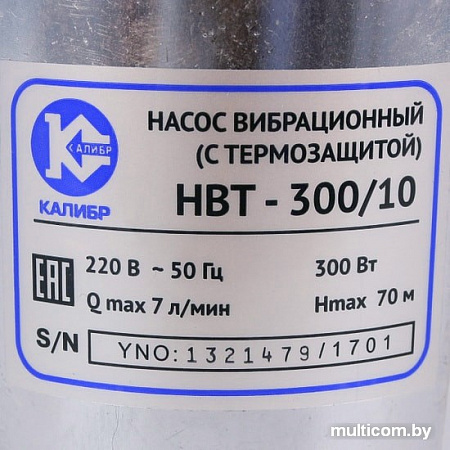 КАЛИБР
КАЛИБР
НАСОС ВИБРАЦИОННЫЙ
(С ТЕРМОЗАЩИТОЙ)
НВТ - 300/10
ЕАС
220 В ~ 50 Гц 300 Вт
Q max 7 л/мин Hmax 70 м
S/N YNO:1321479/1701
multicom.by